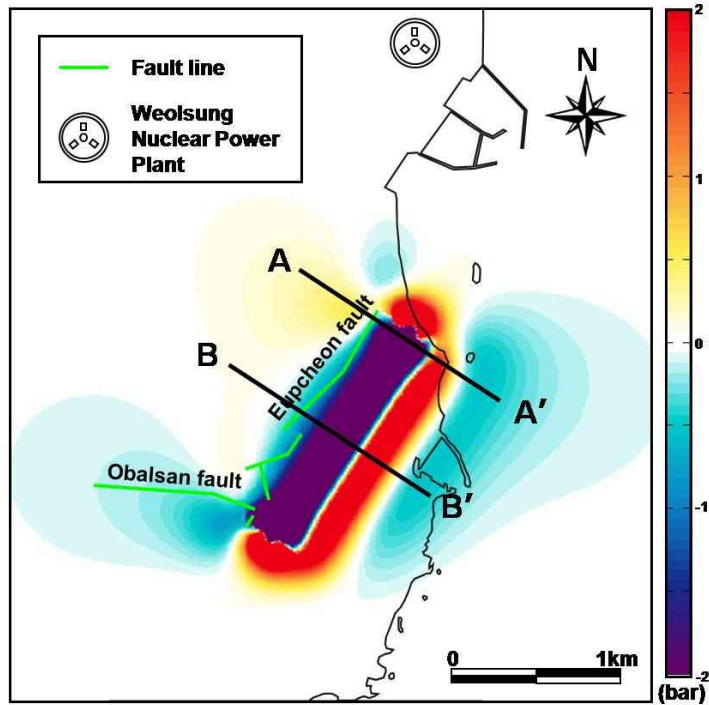 Fault line
Weolsung
Nuclear Power
Plant
N
A
Eupcheon fault
B
A′
Obalsan fault
B′
0
1km
2
1
0
-1
-2
(bar)